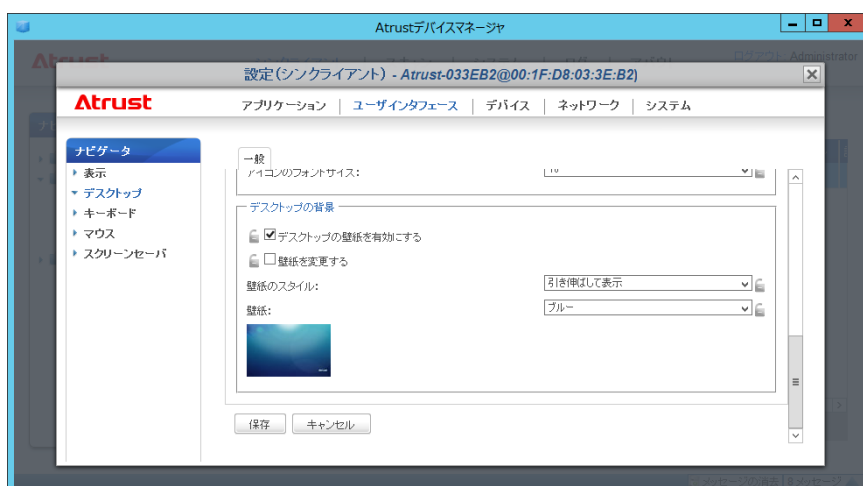 Atrustデバイスマネージャ
Administrator
設定(シンクライアント) - Atrust-033EB2@00:1F:D8:03:3E:B2)
Atrust
アプリケーション | ユーザインタフェース | デバイス | ネットワーク | システム
ナビゲータ
表示
デスクトップ
キーボード
マウス
スクリーンセーバ
一般
アイコンのフォントサイズ:
デスクトップの背景
デスクトップの壁紙を有効にする
壁紙を変更する
壁紙のスタイル: 引き伸ばして表示
壁紙: ブルー
保存 キャンセル